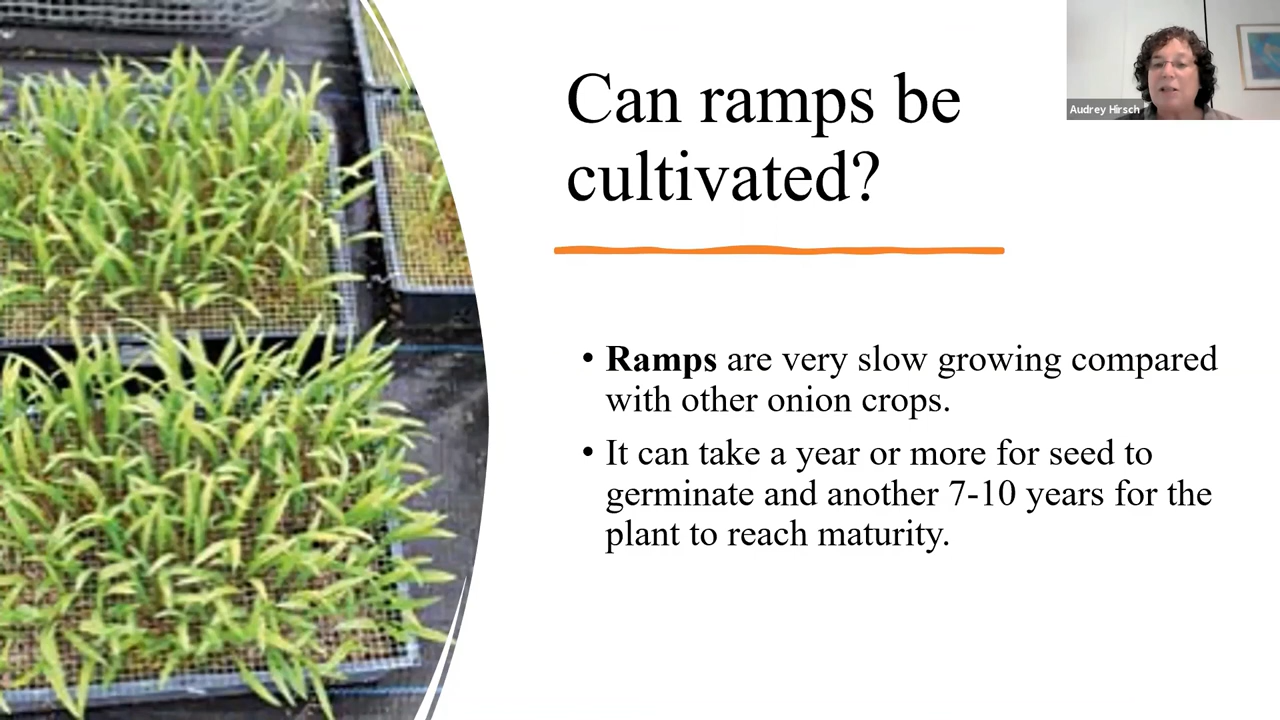 Can ramps be
cultivated?
Audrey Hirsch
• Ramps are very slow growing compared
with other onion crops.
• It can take a year or more for seed to
germinate and another 7-10 years for the
plant to reach maturity.